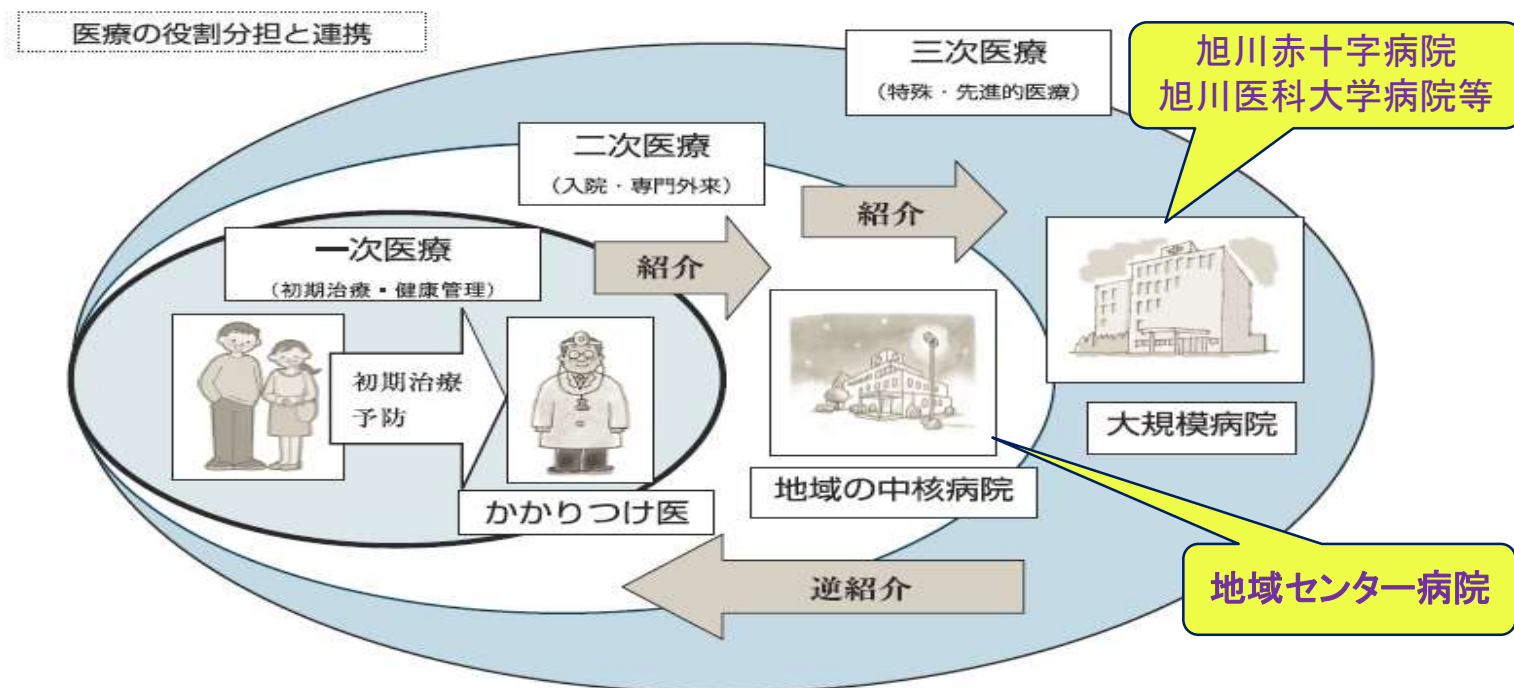 医療の役割分担と連携
三次医療
（特殊・先進的医療）
旭川赤十字病院
旭川医科大学病院等
二次医療
（入院・専門外来）
紹介
一次医療
（初期治療・健康管理）
紹介
初期治療
予防
かかりつけ医
地域の中核病院
大規模病院
逆紹介
地域センター病院